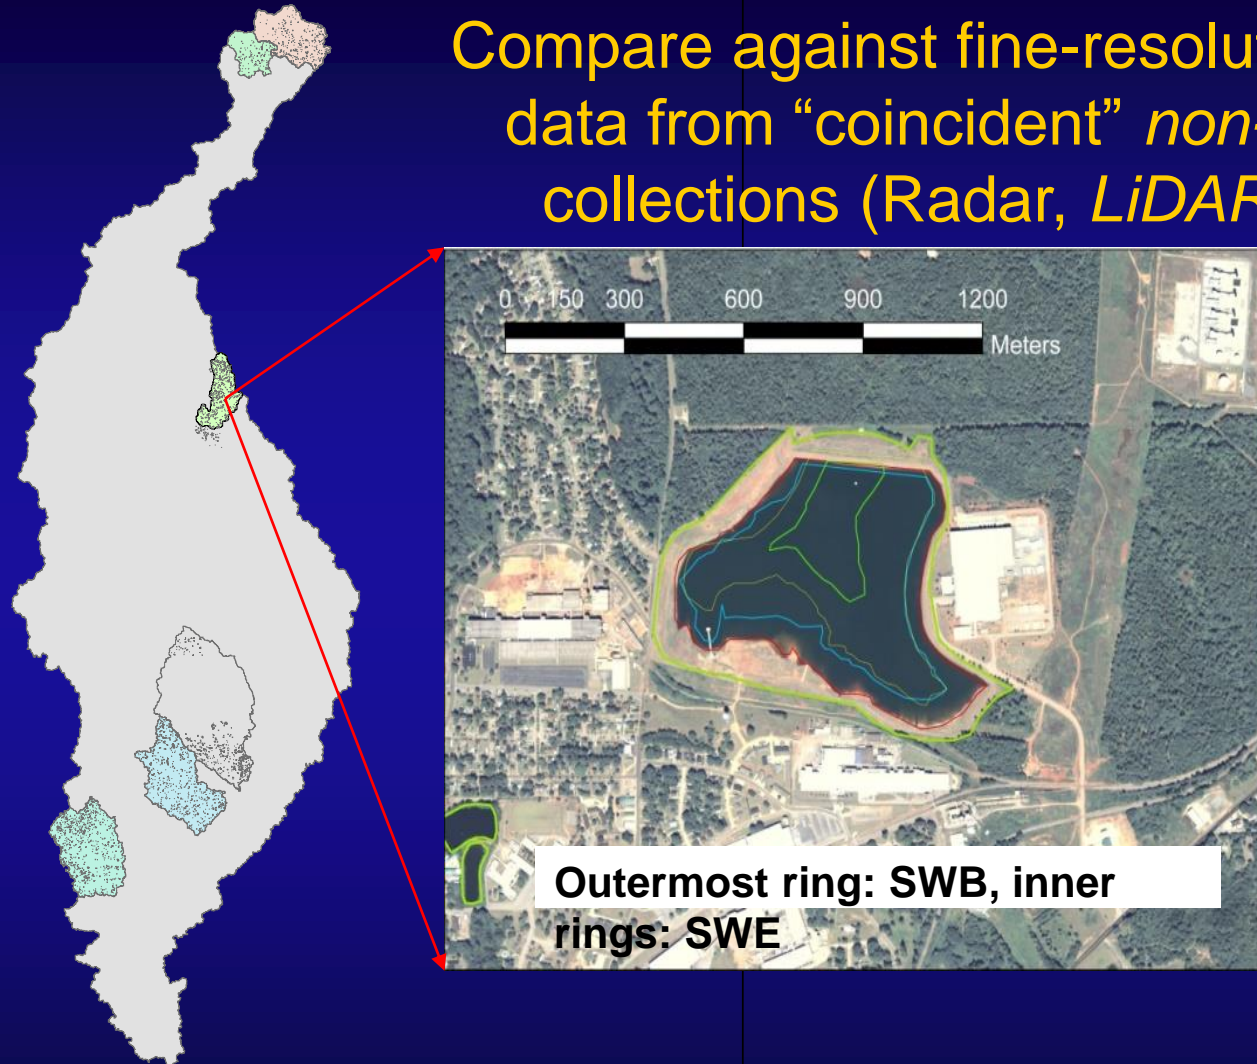 Compare against fine-resolut
data from “coincident” non-
collections (Radar, LiDAR
0 150 300 600 900 1200
Meters
Outermost ring: SWB, inner
rings: SWE